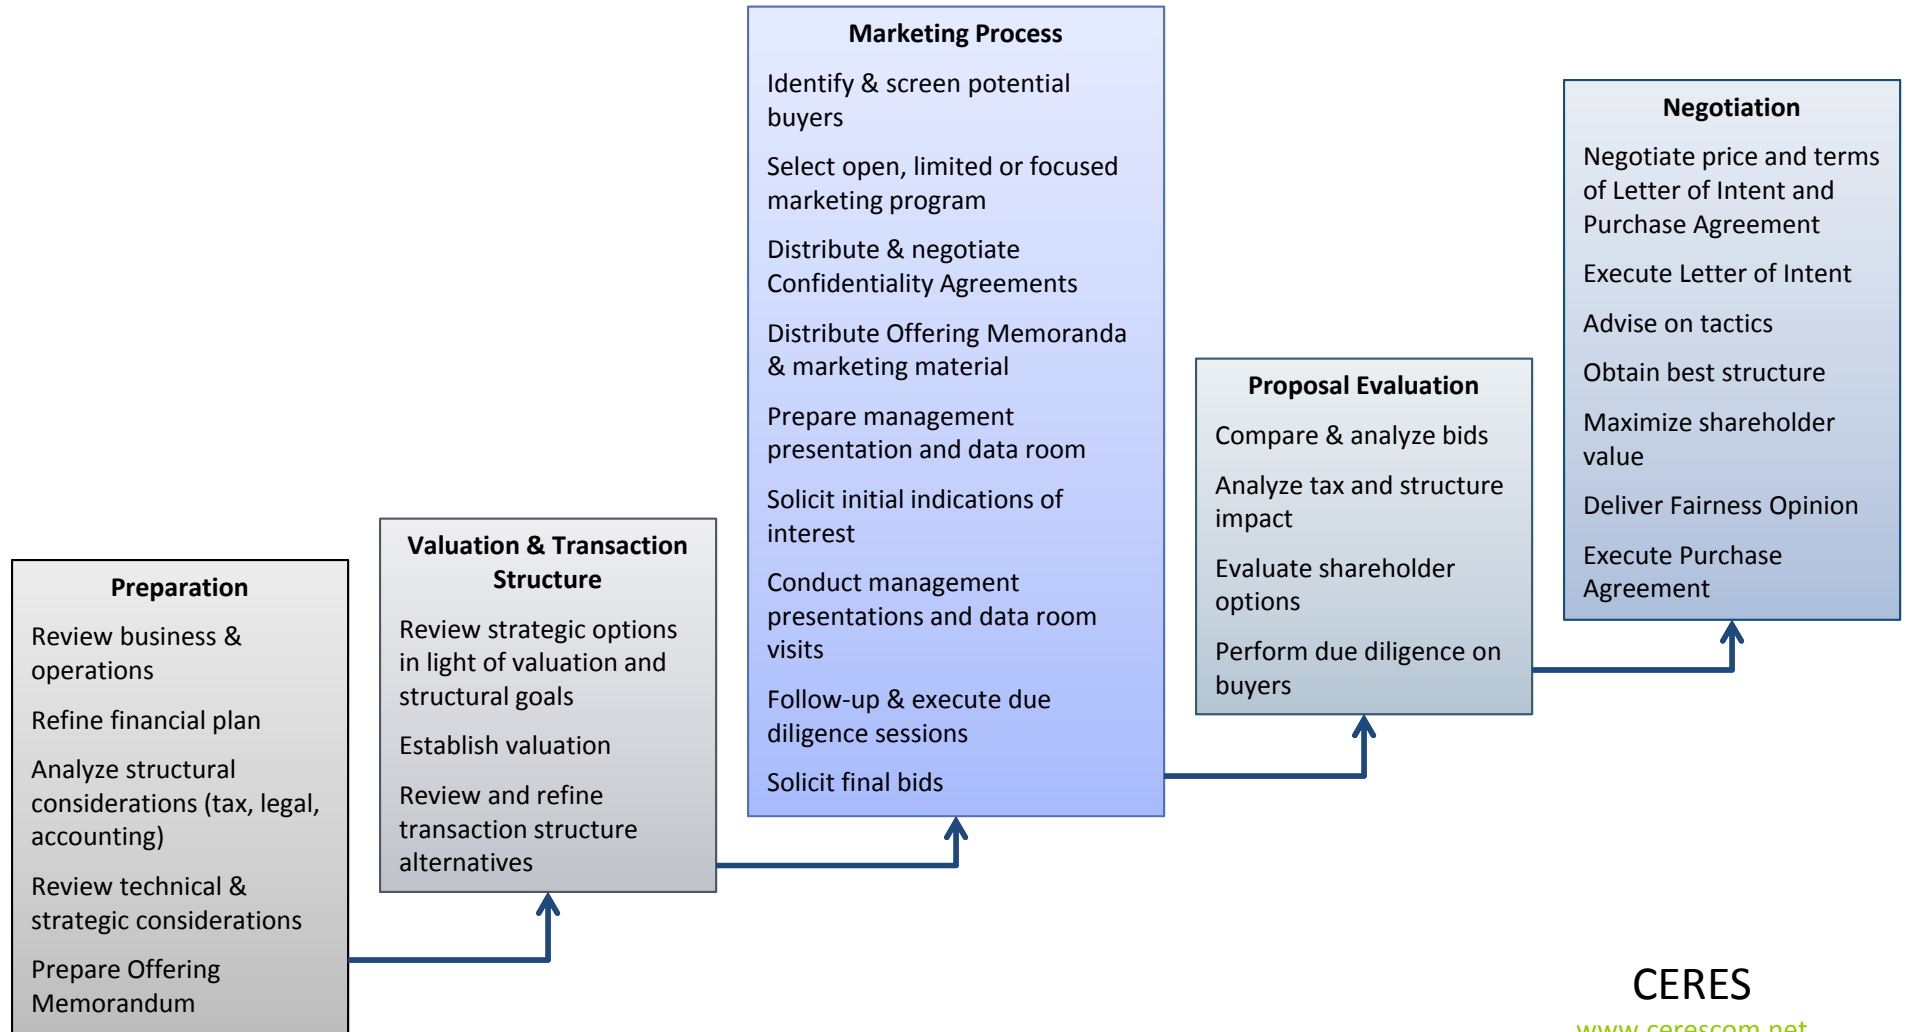 Preparation
Review business &
operations
Refine financial plan
Analyze structural
considerations (tax, legal,
accounting)
Review technical &
strategic considerations
Prepare Offering
Memorandum
Valuation & Transaction
Structure
Review strategic options
in light of valuation and
structural goals
Establish valuation
Review and refine
transaction structure
alternatives
Marketing Process
Identify & screen potential
buyers
Select open, limited or focused
marketing program
Distribute & negotiate
Confidentiality Agreements
Distribute Offering Memoranda
& marketing material
Prepare management
presentation and data room
Solicit initial indications of
interest
Conduct management
presentations and data room
visits
Follow-up & execute due
diligence sessions
Solicit final bids
Proposal Evaluation
Compare & analyze bids
Analyze tax and structure
impact
Evaluate shareholder
options
Perform due diligence on
buyers
Negotiation
Negotiate price and terms
of Letter of Intent and
Purchase Agreement
Execute Letter of Intent
Advise on tactics
Obtain best structure
Maximize shareholder
value
Deliver Fairness Opinion
Execute Purchase
Agreement
CERES
www.cerescom.net